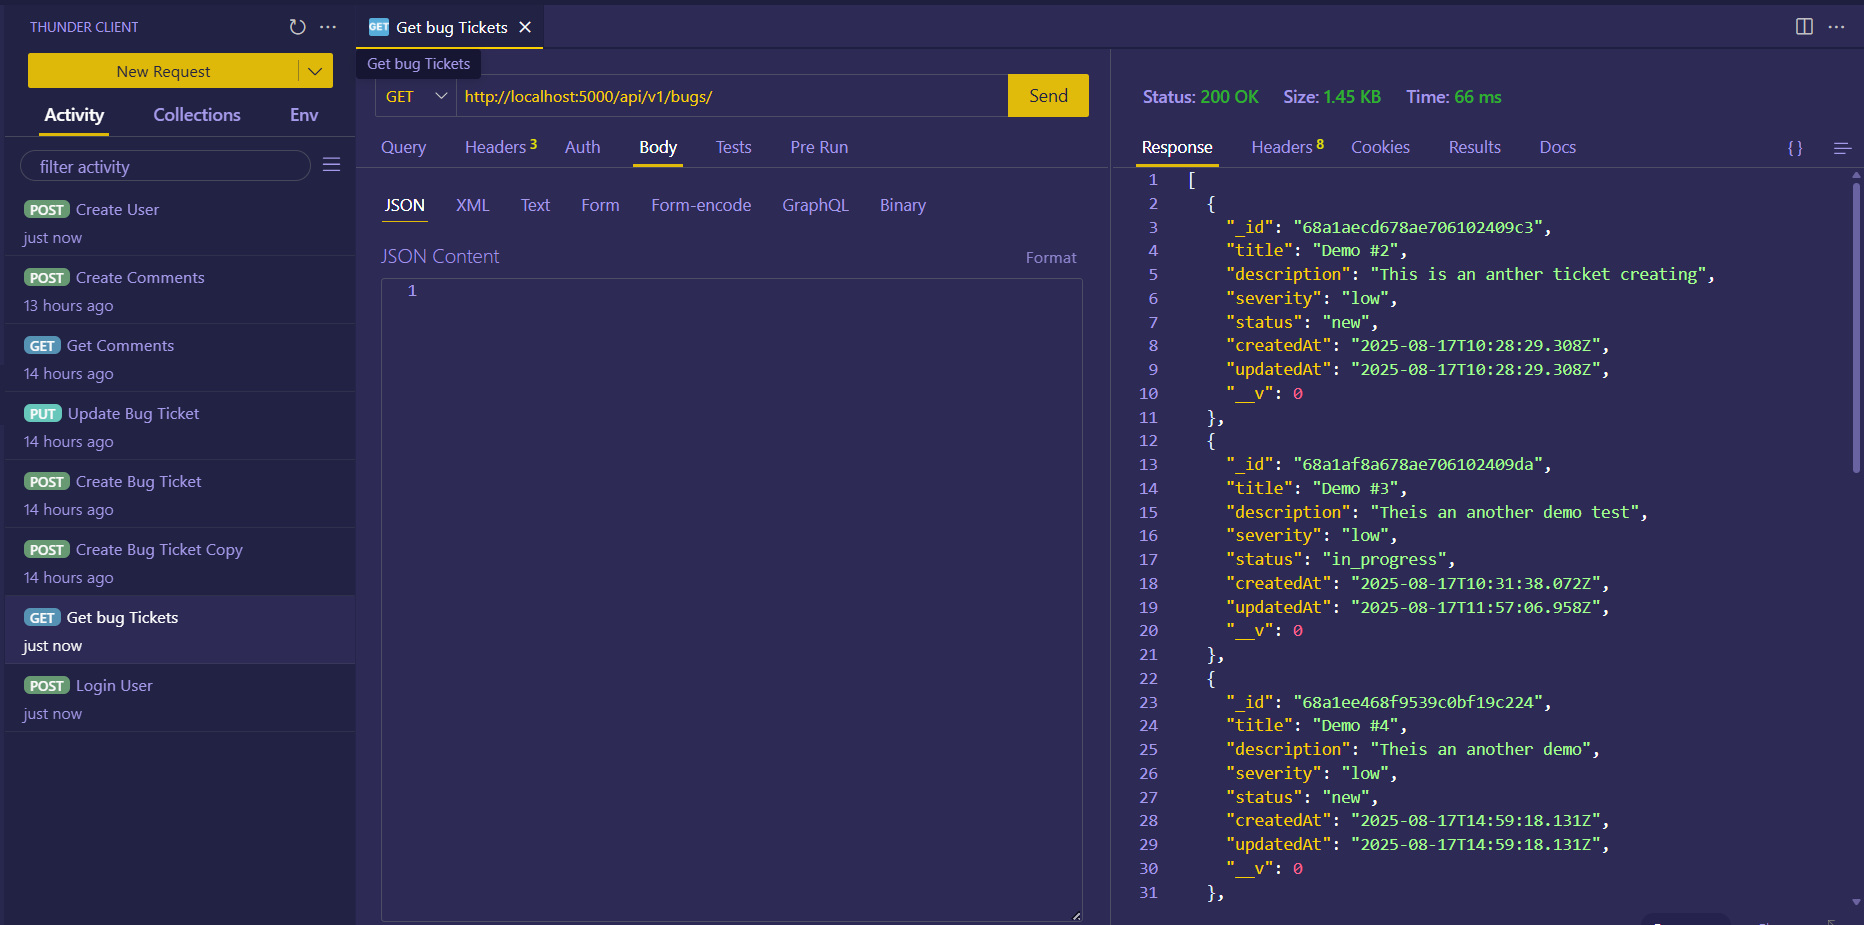 THUNDER CLIENT
New Request
Activity Collections Env
filter activity
POST Create User
just now
POST Create Comments
13 hours ago
GET Get Comments
14 hours ago
PUT Update Bug Ticket
14 hours ago
POST Create Bug Ticket
14 hours ago
POST Create Bug Ticket Copy
14 hours ago
GET Get bug Tickets
just now
POST Login User
just now
GET Get bug Tickets
Get bug Tickets
GET http://localhost:5000/api/v1/bugs/ Send
Query Headers 3 Auth Body Tests Pre Run
JSON XML Text Form Form-encode GraphQL Binary
JSON Content Format
1
Status: 200 OK Size: 1.45 KB Time: 66 ms
Response Headers 8 Cookies Results Docs {}
1 [
2 {
3 "_id": "68a1aecd678ae706102409c3",
4 "title": "Demo #2",
5 "description": "This is an anther ticket creating",
6 "severity": "low",
7 "status": "new",
8 "createdAt": "2025-08-17T10:28:29.308Z",
9 "updatedAt": "2025-08-17T10:28:29.308Z",
10 "__v": 0
11 },
12 {
13 "_id": "68a1af8a678ae706102409da",
14 "title": "Demo #3",
15 "description": "Theis an another demo test",
16 "severity": "low",
17 "status": "in_progress",
18 "createdAt": "2025-08-17T10:31:38.072Z",
19 "updatedAt": "2025-08-17T11:57:06.958Z",
20 "__v": 0
21 },
22 {
23 "_id": "68a1ee468f9539c0bf19c224",
24 "title": "Demo #4",
25 "description": "Theis an another demo",
26 "severity": "low",
27 "status": "new",
28 "createdAt": "2025-08-17T14:59:18.131Z",
29 "updatedAt": "2025-08-17T14:59:18.131Z",
30 "__v": 0
31 },